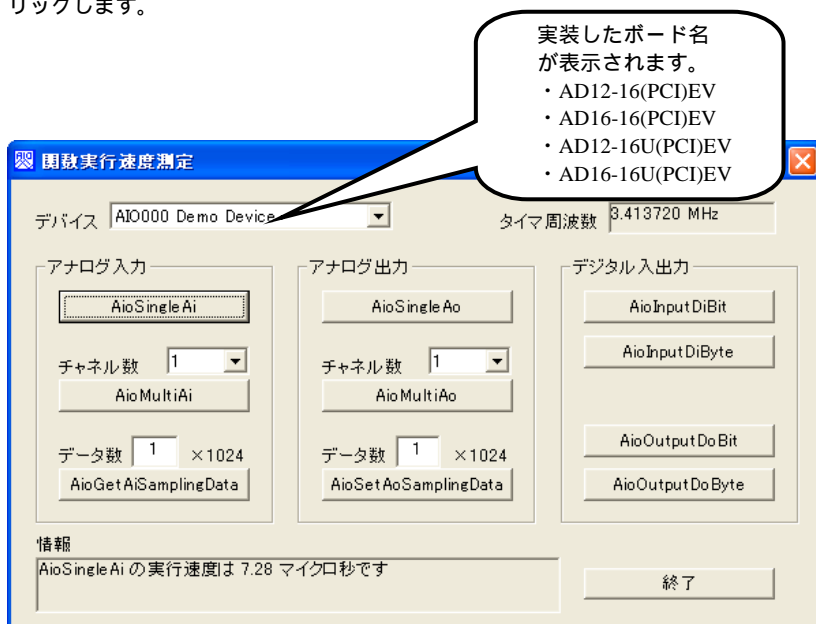 リックします。
実装したボード名
が表示されます。
・AD12-16(PCI)EV
・AD16-16(PCI)EV
・AD12-16U(PCI)EV
・AD16-16U(PCI)EV
関数実行速度測定
デバイス AIO000 Demo Device
タイマ周波数 3.413720 MHz
アナログ入力
AioSingleAi
チャネル数 1
AioMultiAi
データ数 1 ×1024
AioGetAiSamplingData
アナログ出力
AioSingleAo
チャネル数 1
AioMultiAo
データ数 1 ×1024
AioSetAoSamplingData
デジタル入出力
AioInputDiBit
AioInputDiByte
AioOutputDoBit
AioOutputDoByte
情報
AioSingleAi の実行速度は 7.28 マイクロ秒です
終了